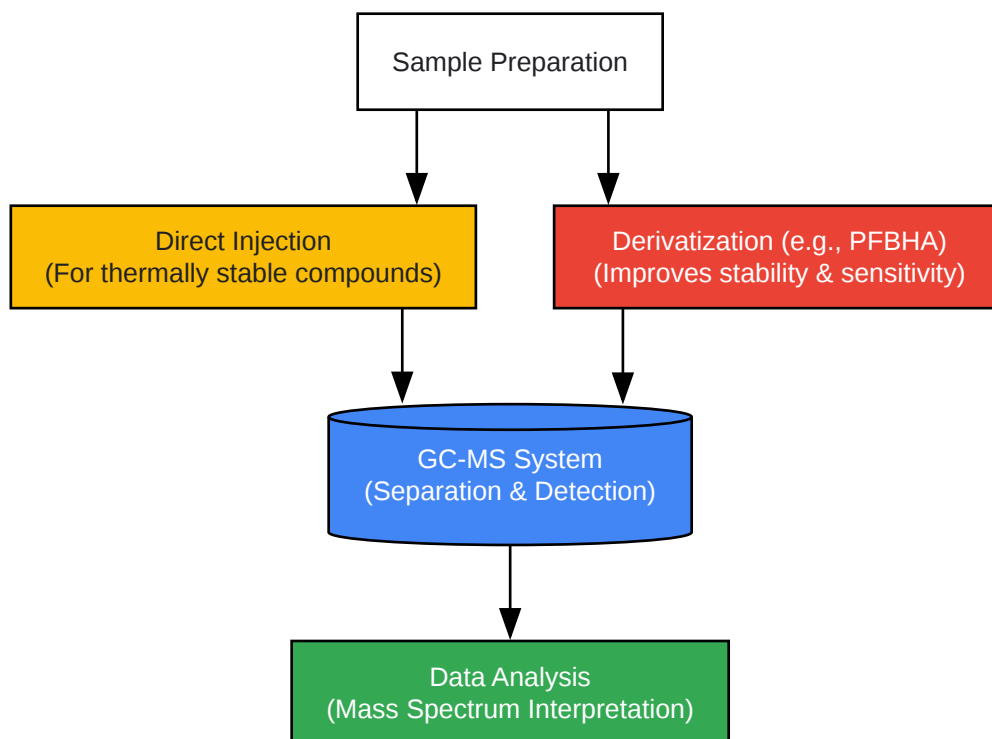 Sample Preparation
Direct Injection
(For thermally stable compounds)
Derivatization (e.g., PFBHA)
(Improves stability & sensitivity)
GC-MS System
(Separation & Detection)
Data Analysis
(Mass Spectrum Interpretation)